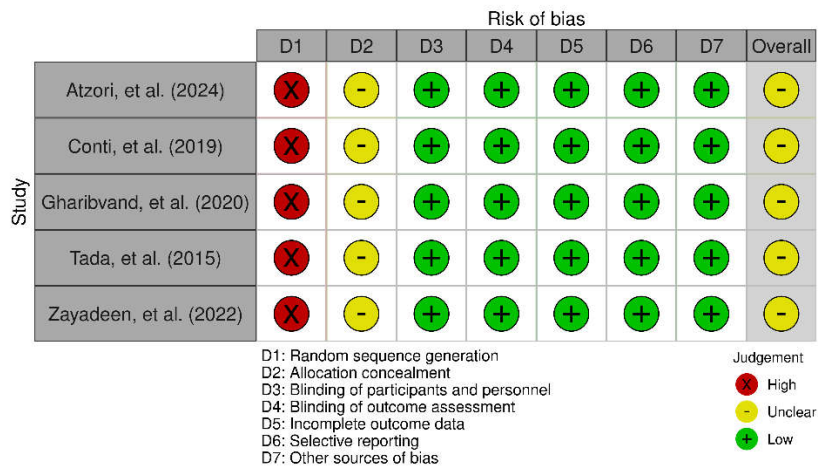 Risk of bias
D1 D2 D3 D4 D5 D6 D7 Overall
Study
Atzori, et al. (2024) X - + + + + + -
Conti, et al. (2019) X - + + + + + -
Gharibvand, et al. (2020) X - + + + + + -
Tada, et al. (2015) X - + + + + + -
Zayadeen, et al. (2022) X - + + + + + -
D1: Random sequence generation
D2: Allocation concealment
D3: Blinding of participants and personnel
D4: Blinding of outcome assessment
D5: Incomplete outcome data
D6: Selective reporting
D7: Other sources of bias
Judgement
X High
- Unclear
+ Low